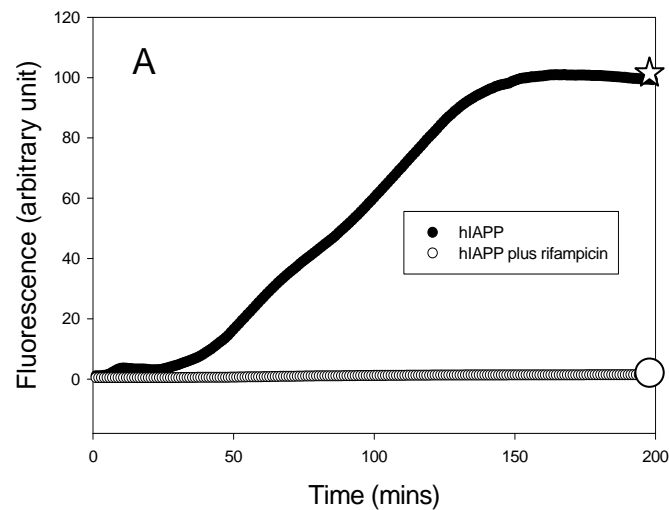 A
Fluorescence (arbitrary unit)
120
100
80
60
40
20
0
hIAPP
hIAPP plus rifampicin
0 50 100 150 200
Time (mins)